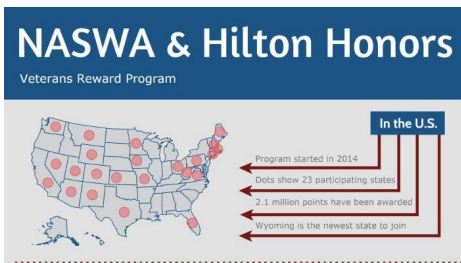 NASWA & Hilton Honors
Veterans Reward Program
In the U.S.
Program started in 2014
Dots show 23 participating states
2.1 million points have been awarded
Wyoming is the newest state to join